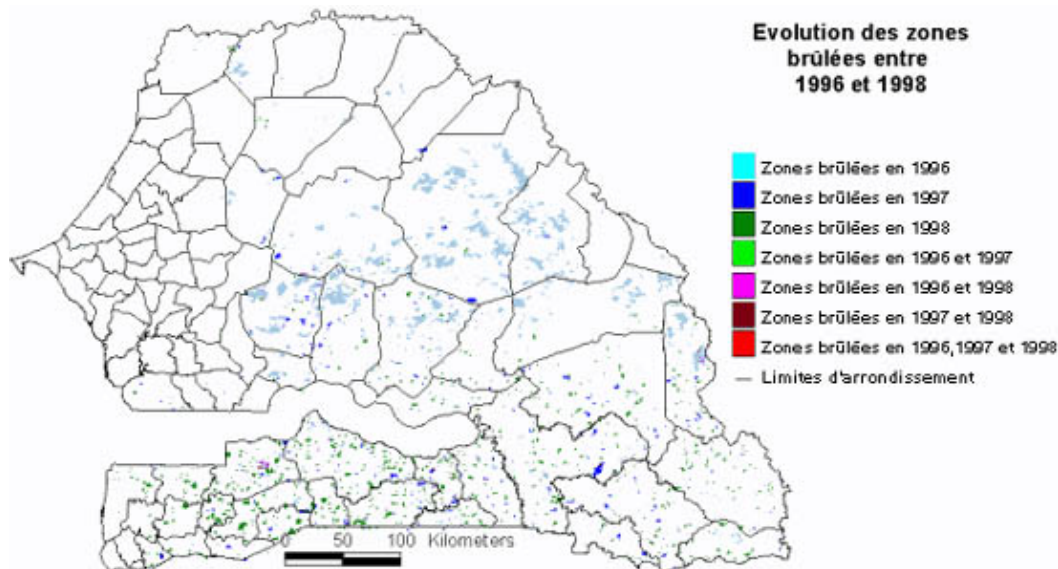 Evolution des zones
brûlées entre
1996 et 1998
Zones brûlées en 1996
Zones brûlées en 1997
Zones brûlées en 1998
Zones brûlées en 1996 et 1997
Zones brûlées en 1996 et 1998
Zones brûlées en 1997 et 1998
Zones brûlées en 1996,1997 et 1998
Limites d'arrondissement
0 50 100 Kilometers